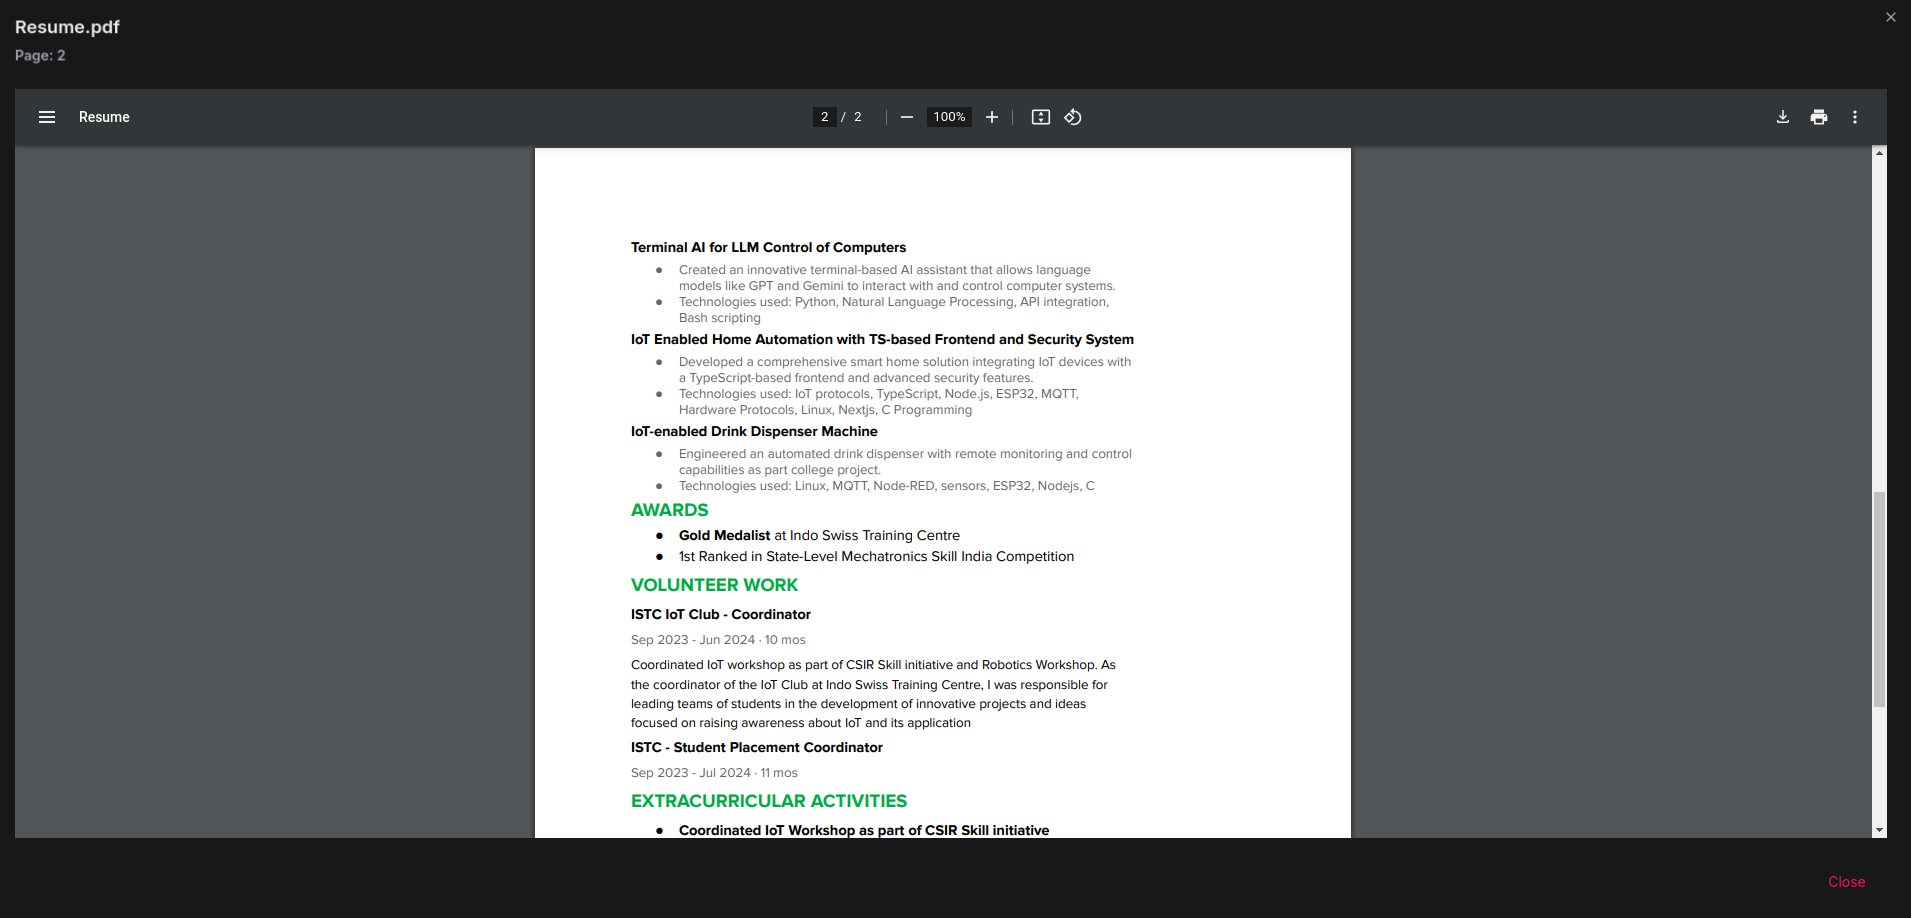 Resume.pdf
Page: 2
Resume
2 / 2
100%
Terminal AI for LLM Control of Computers
● Created an innovative terminal-based AI assistant that allows language
models like GPT and Gemini to interact with and control computer systems.
● Technologies used: Python, Natural Language Processing, API integration,
Bash scripting
IoT Enabled Home Automation with TS-based Frontend and Security System
● Developed a comprehensive smart home solution integrating IoT devices with
a TypeScript-based frontend and advanced security features.
● Technologies used: IoT protocols, TypeScript, Node.js, ESP32, MQTT,
Hardware Protocols, Linux, Nextjs, C Programming
IoT-enabled Drink Dispenser Machine
● Engineered an automated drink dispenser with remote monitoring and control
capabilities as part college project.
● Technologies used: Linux, MQTT, Node-RED, sensors, ESP32, Nodejs, C
AWARDS
● Gold Medalist at Indo Swiss Training Centre
● 1st Ranked in State-Level Mechatronics Skill India Competition
VOLUNTEER WORK
ISTC IoT Club - Coordinator
Sep 2023 - Jun 2024 · 10 mos
Coordinated IoT workshop as part of CSIR Skill initiative and Robotics Workshop. As
the coordinator of the IoT Club at Indo Swiss Training Centre, I was responsible for
leading teams of students in the development of innovative projects and ideas
focused on raising awareness about IoT and its application
ISTC - Student Placement Coordinator
Sep 2023 - Jul 2024 · 11 mos
EXTRACURRICULAR ACTIVITIES
● Coordinated IoT Workshop as part of CSIR Skill initiative
Close